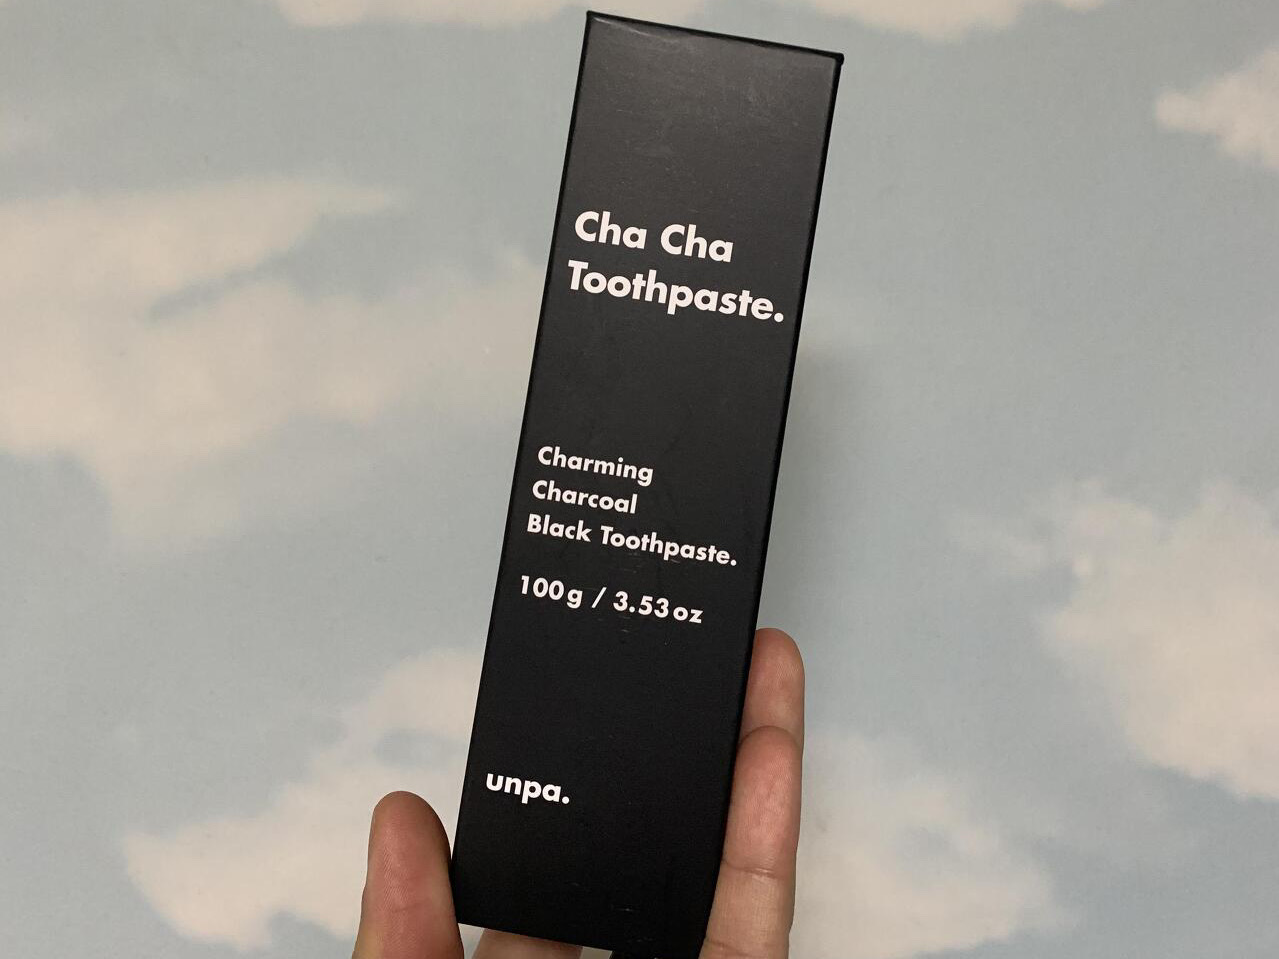 Cha Cha
Toothpaste.
Charming
Charcoal
Black Toothpaste.
100g / 3.53oz
unpa.